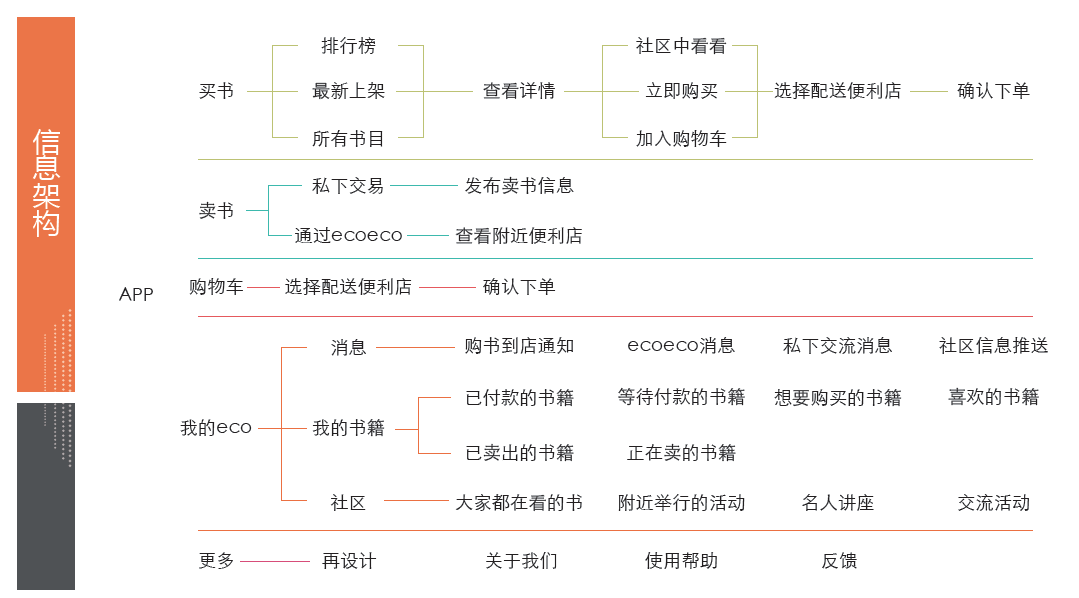 信息架构
APP
买书
排行榜
最新上架
所有书目
查看详情
社区中看看
立即购买
加入购物车
选择配送便利店
确认下单
卖书
私下交易
发布卖书信息
通过ecoeco
查看附近便利店
购物车
选择配送便利店
确认下单
我的eco
消息
购书到店通知
ecoeco消息
私下交流消息
社区信息推送
我的书籍
已付款的书籍
等待付款的书籍
想要购买的书籍
喜欢的书籍
已卖出的书籍
正在卖的书籍
社区
大家都在看的书
附近举行的活动
名人讲座
交流活动
更多
再设计
关于我们
使用帮助
反馈